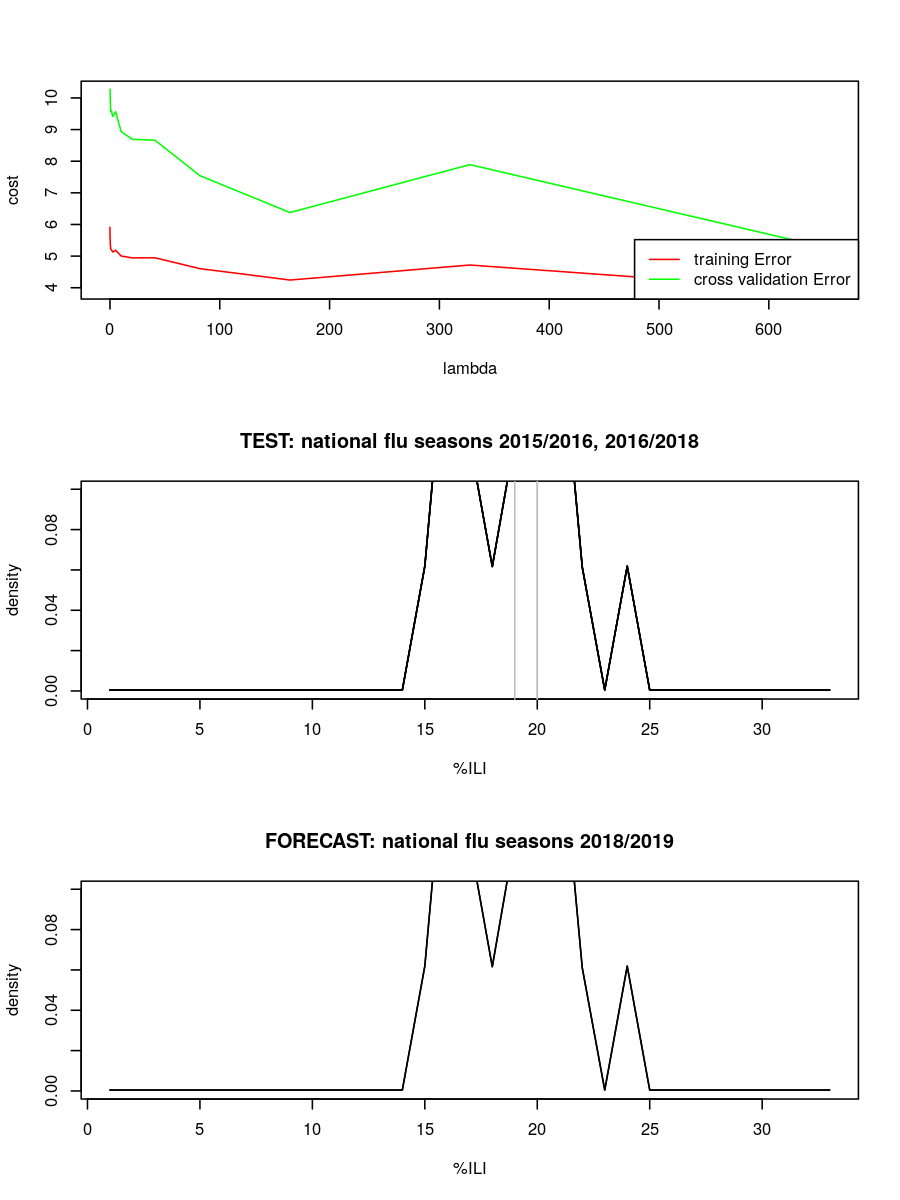 10
9
8
7
6
5
4
cost
training Error
cross validation Error
0 100 200 300 400 500 600
lambda
TEST: national flu seasons 2015/2016, 2016/2018
0.08
0.04
0.00
density
0 5 10 15 20 25 30
%ILI
FORECAST: national flu seasons 2018/2019
0.08
0.04
0.00
density
0 5 10 15 20 25 30
%ILI